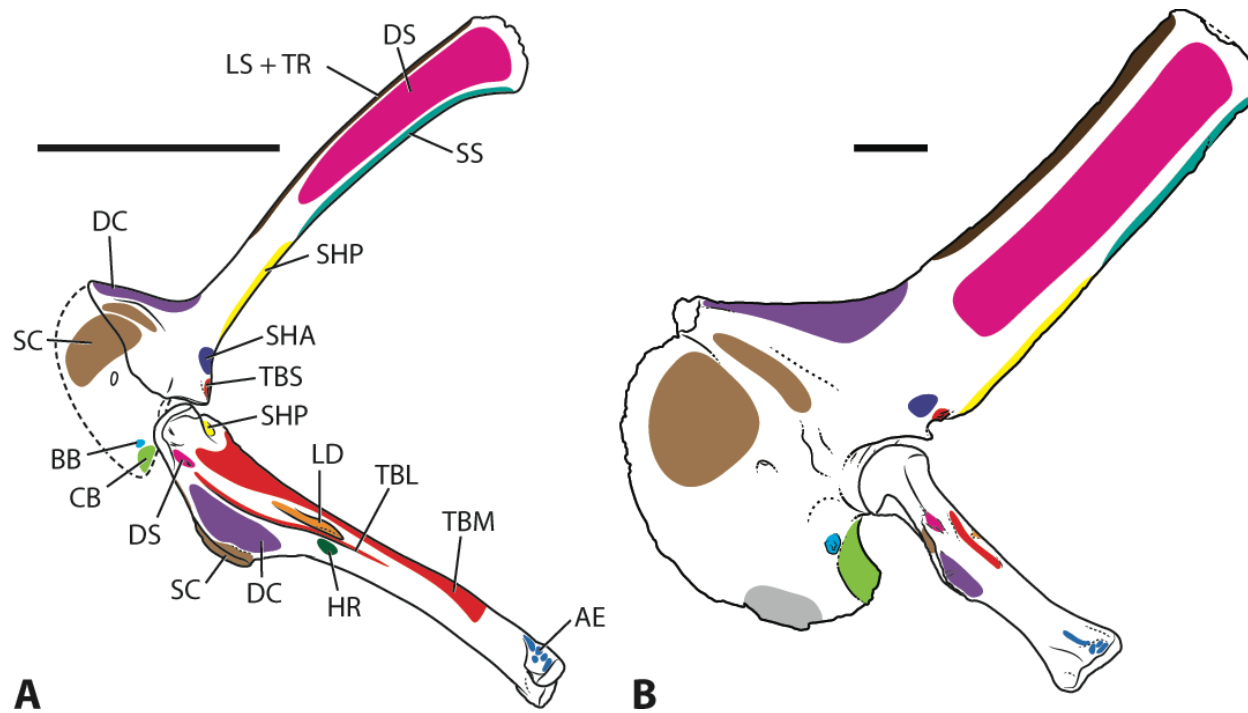 DS
LS + TR
SS
DC
SHP
SC
SHA
TBS
SHP
BB
LD
CB
TBL
DS
TBM
SC
DC
HR
AE
A
B